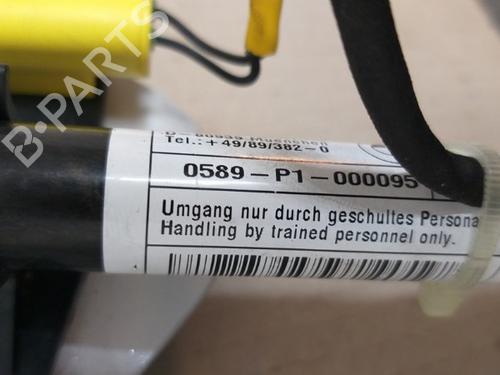 Tel.:+49/89/382-0
0589-P1-000095
Umgang nur durch geschultes Persona
Handling by trained personnel only.
B-PARTS